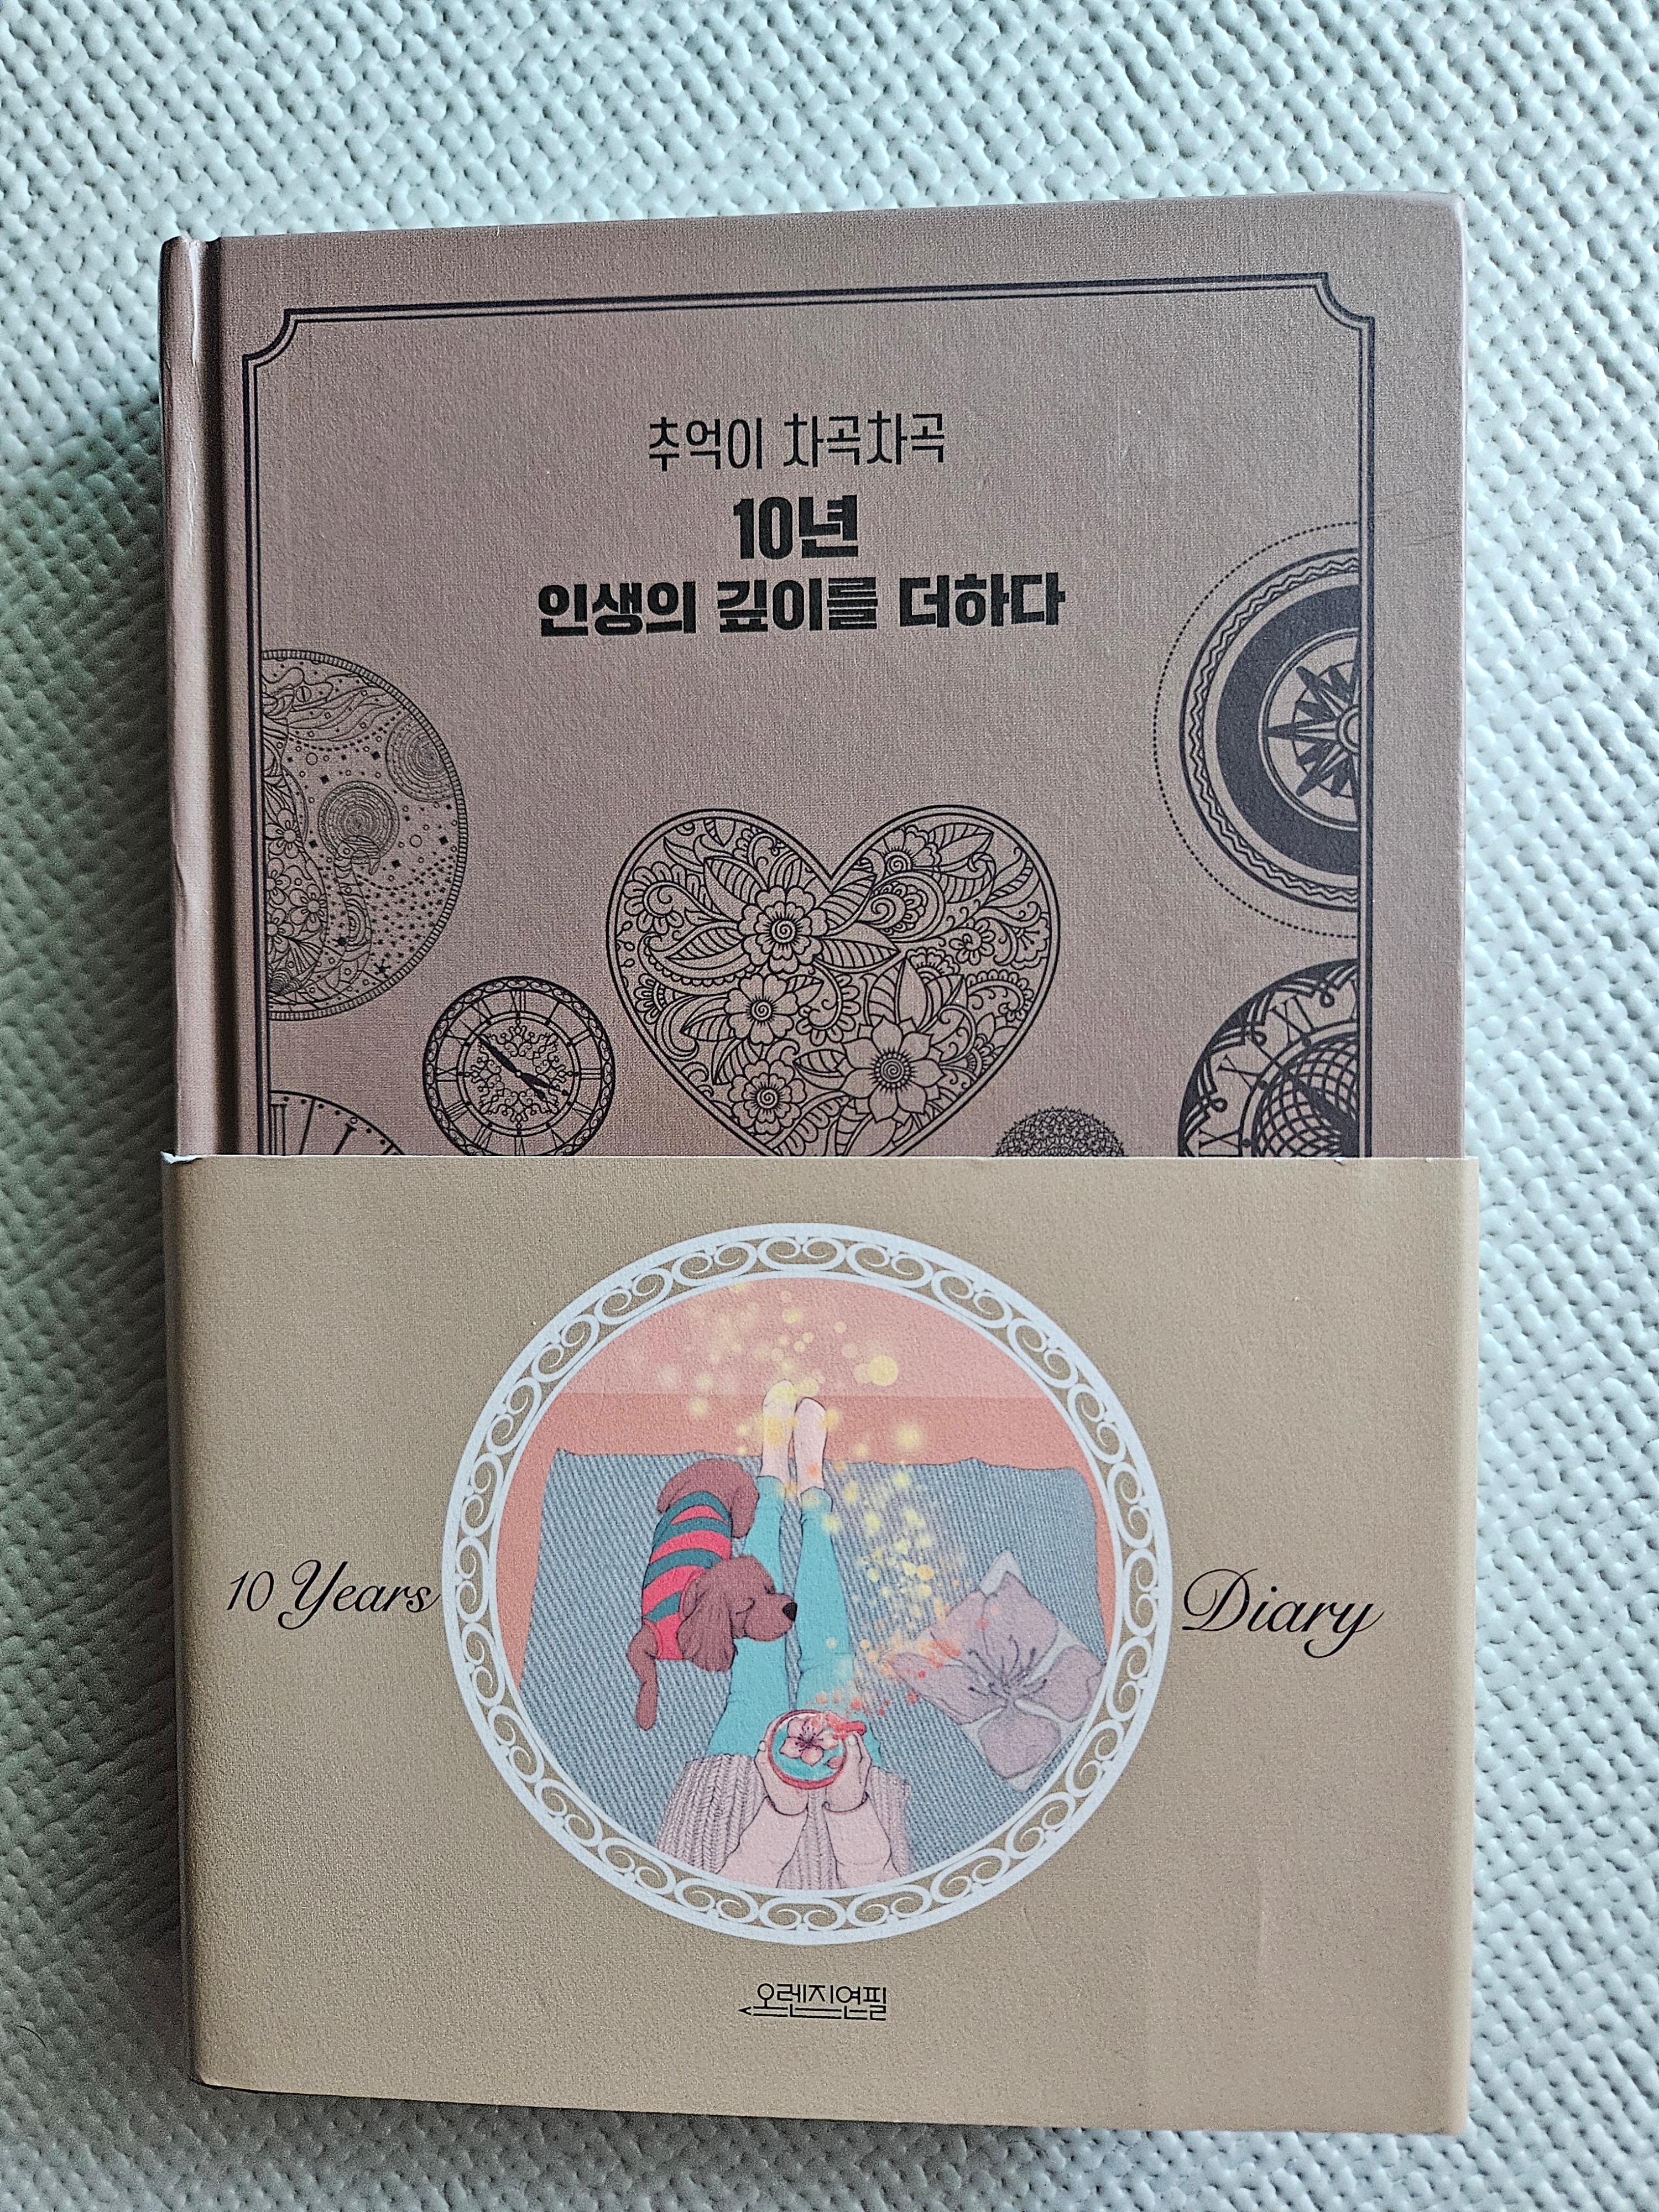 추억이 차곡차곡
10년
인생의 깊이를 더하다
10 Years
Diary
오렌지연필